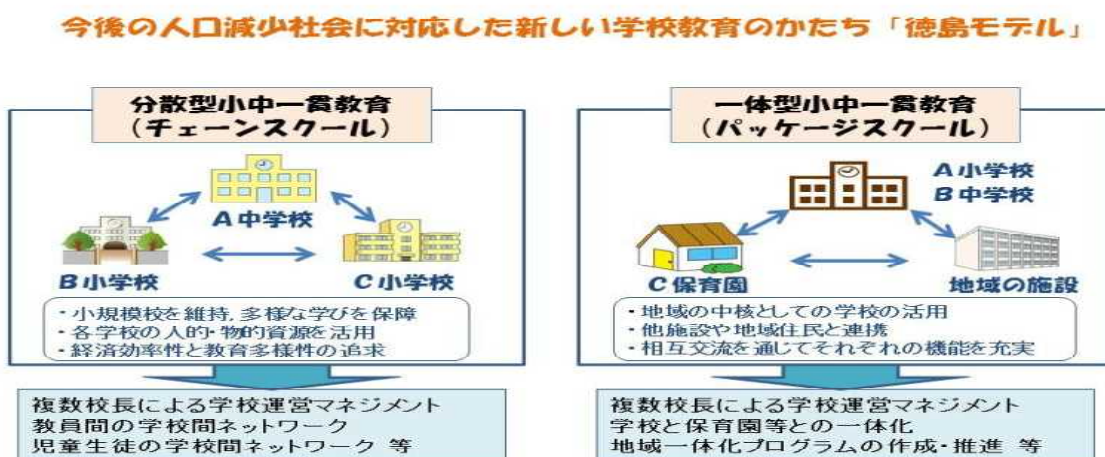 今後の人口減少社会に対応した新しい学校教育のかたち「徳島モデル」
分散型小中一貫教育
(チェーンスクール)
A中学校
B小学校
C小学校
・小規模校を維持,多様な学びを保障
・各学校の人的・物的資源を活用
・経済効率性と教育多様性の追求
複数校長による学校運営マネジメント
教員間の学校間ネットワーク
児童生徒の学校間ネットワーク 等
一体型小中一貫教育
(パッケージスクール)
A小学校
B中学校
C保育園
地域の施設
・地域の中核としての学校の活用
・他施設や地域住民と連携
・相互交流を通じてそれぞれの機能を充実
複数校長による学校運営マネジメント
学校と保育園等との一体化
地域一体化プログラムの作成・推進 等